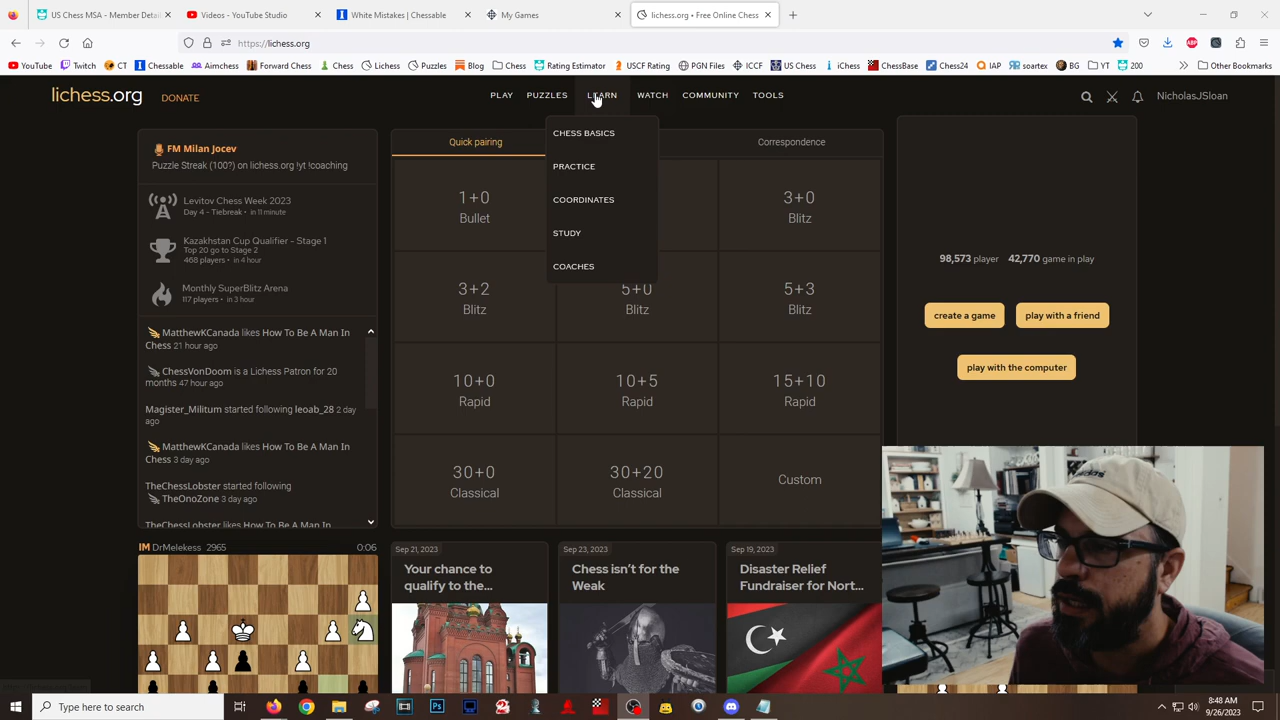 US Chess MSA - Member Detai
Videos - YouTube Studio
White Mistakes | Chessable
My Games
lichess.org • Free Online Chess
https://lichess.org
YouTube
Twitch
CT
Chessable
Aimchess
Forward Chess
Chess
Lichess
Puzzles
Blog
Chess
Rating Estimator
USCF Rating
PGN Files
ICCF
US Chess
iChess
ChessBase
Chess24
IAP
soartex
BG
YT
200
Other Bookmarks
lichess.org
DONATE
PLAY
PUZZLES
LEARN
WATCH
COMMUNITY
TOOLS
NicholasJSloan
CHESS BASICS
PRACTICE
COORDINATES
STUDY
COACHES
FM Milan Jocev
Puzzle Streak (100?) on lichess.org !yt !coaching
Levitov Chess Week 2023
Day 4 - Tiebreak • in 11 minute
Kazakhstan Cup Qualifier - Stage 1
Top 20 go to Stage 2
468 players • in 4 hour
Monthly SuperBlitz Arena
117 players • in 3 hour
MatthewKCanada likes How To Be A Man In
Chess 21 hour ago
ChessVonDoom is a Lichess Patron for 20
months 47 hour ago
Magister_Militum started following leoab_28 2 day
ago
MatthewKCanada likes How To Be A Man In
Chess 3 day ago
TheChessLobster started following
TheOnoZone 3 day ago
TheChessLobster likes How To Be A Man In
Quick pairing
Correspondence
1+0
Bullet
3+0
Blitz
3+2
Blitz
5+0
Blitz
5+3
Blitz
10+0
Rapid
10+5
Rapid
15+10
Rapid
30+0
Classical
30+20
Classical
Custom
98,573 player
42,770 game in play
create a game
play with a friend
play with the computer
IM DrMelekess 2965
0:06
Sep 21, 2023
Your chance to
qualify to the...
Sep 23, 2023
Chess isn't for the
Weak
Sep 19, 2023
Disaster Relief
Fundraiser for Nort...
Type here to search
8:48 AM
9/26/2023